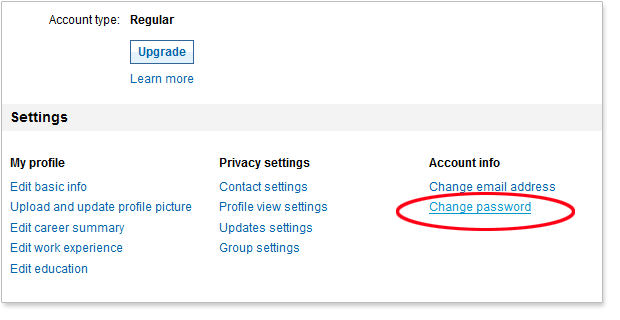 Account type: Regular
Upgrade
Learn more
Settings
My profile
Edit basic info
Upload and update profile picture
Edit career summary
Edit work experience
Edit education
Privacy settings
Contact settings
Profile view settings
Updates settings
Group settings
Account info
Change email address
Change password